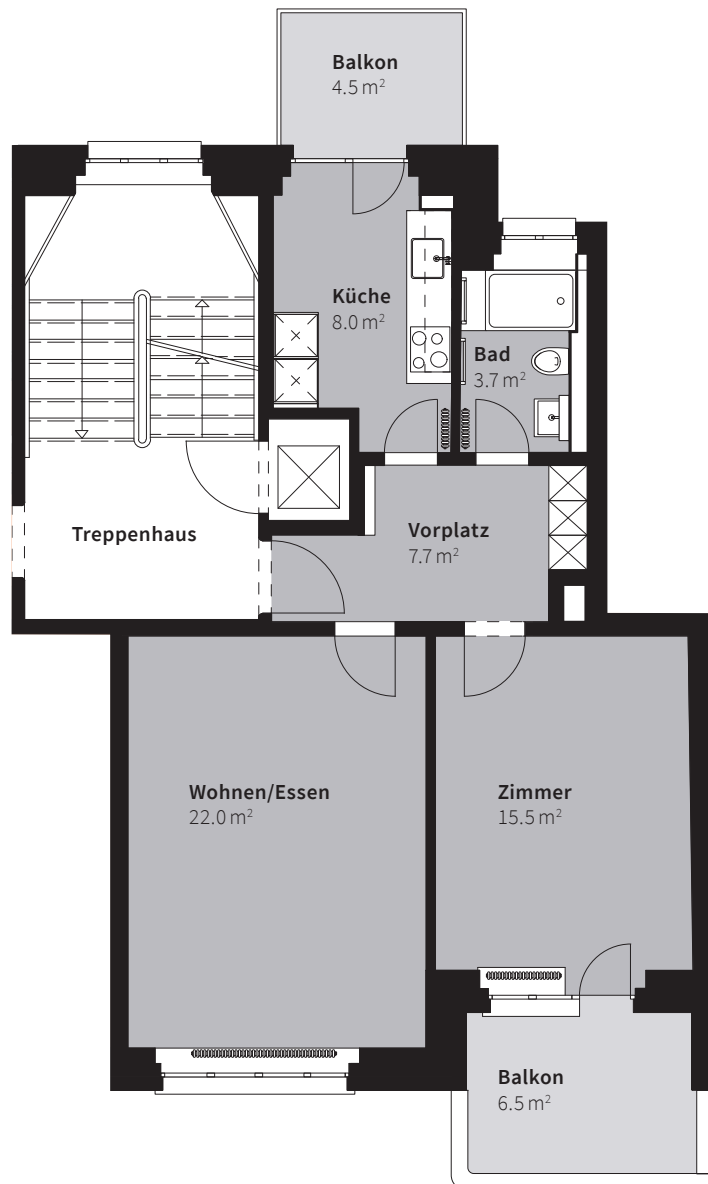 Balkon
4.5 m²
Küche
8.0 m²
Bad
3.7 m²
Treppenhaus
Vorplatz
7.7 m²
Wohnen/Essen
22.0 m²
Zimmer
15.5 m²
Balkon
6.5 m²